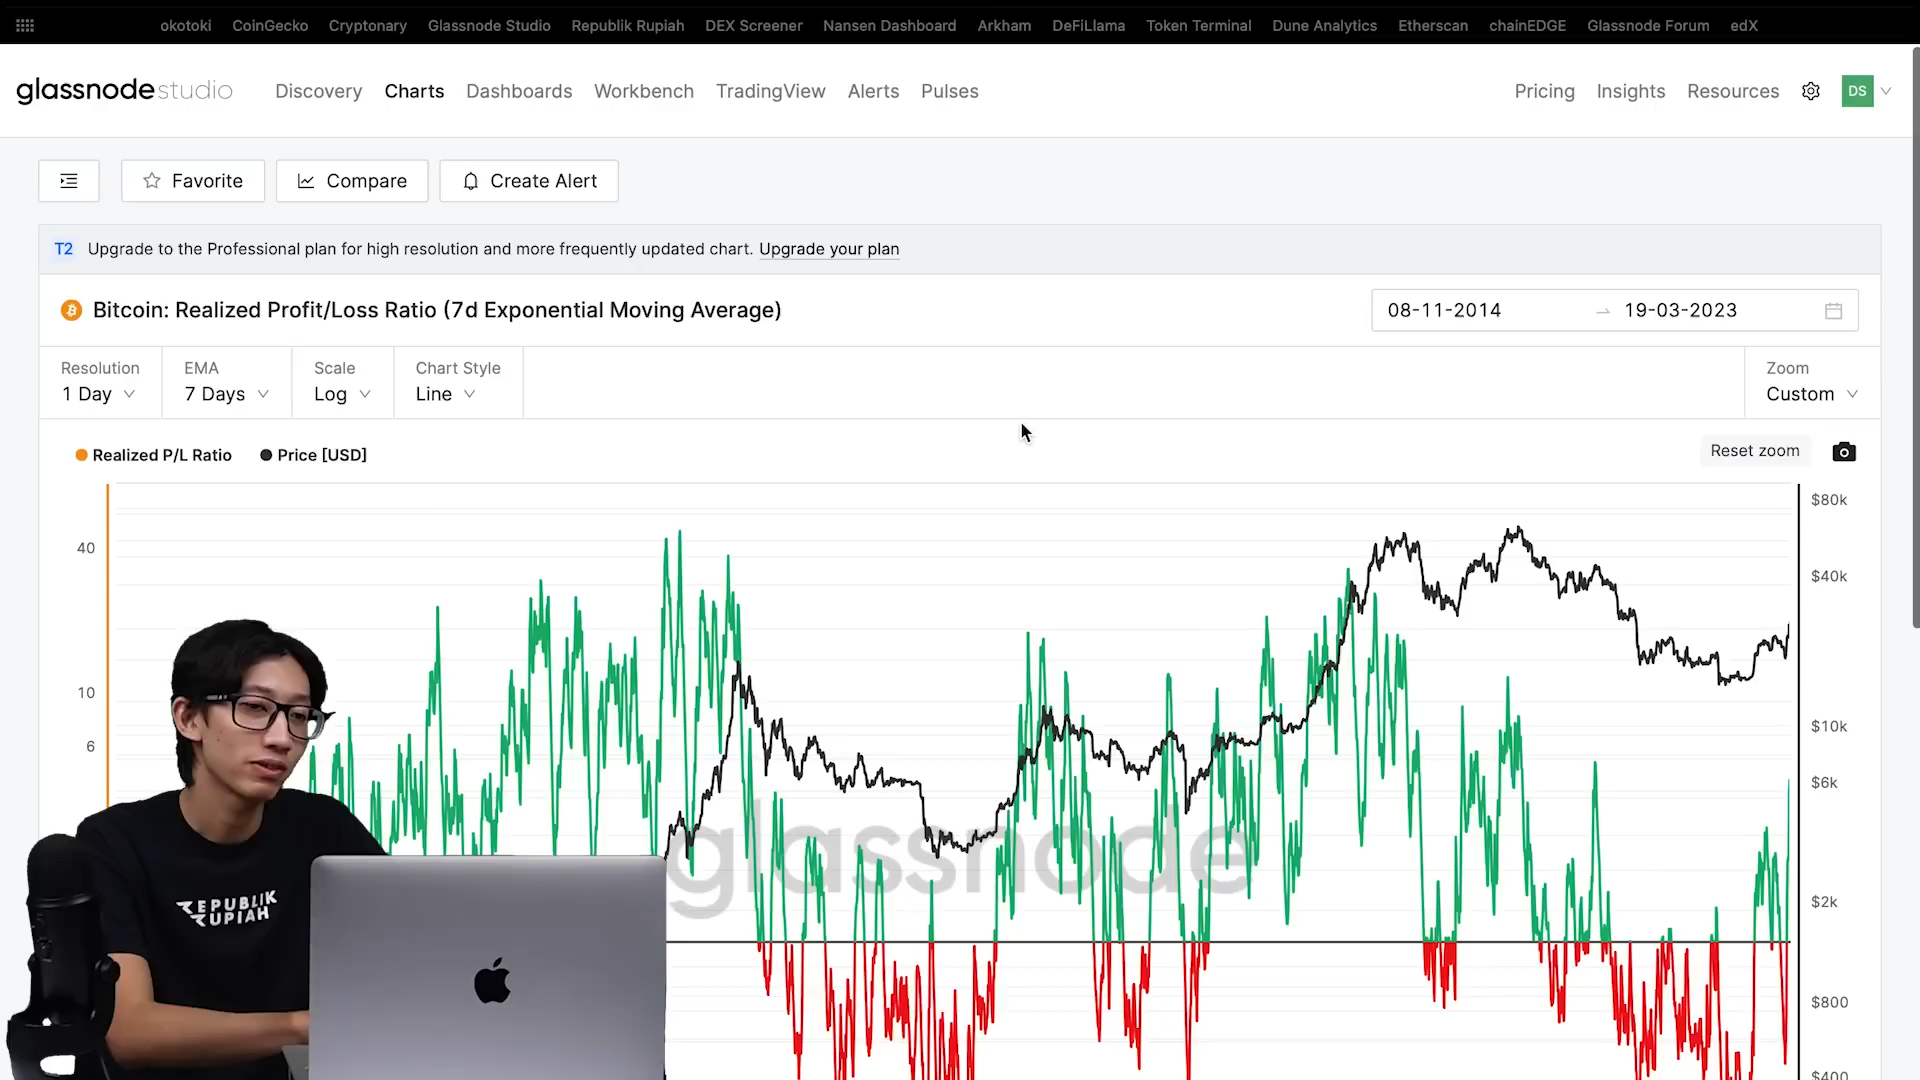 okotoki CoinGecko Cryptonary Glassnode Studio Republik Rupiah DEX Screener Nansen Dashboard Arkham DeFiLlama Token Terminal Dune Analytics Etherscan chainEDGE Glassnode Forum edX
glassnode studio Discovery Charts Dashboards Workbench TradingView Alerts Pulses Pricing Insights Resources DS
Favorite Compare Create Alert
T2 Upgrade to the Professional plan for high resolution and more frequently updated chart. Upgrade your plan
Bitcoin: Realized Profit/Loss Ratio (7d Exponential Moving Average) 08-11-2014 → 19-03-2023
Resolution EMA Scale Chart Style Zoom
1 Day 7 Days Log Line Custom
Realized P/L Ratio Price [USD] Reset zoom
$80k
40
$40k
10
$10k
6
$6k
glassnode
$2k
REPUBLIK
RUPIAH
$800
$400